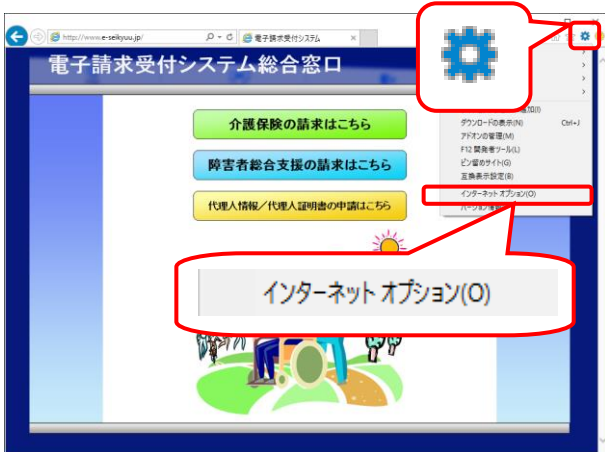 http://www.e-seikyuu.jp/
電子請求受付システム
電子請求受付システム総合窓口
介護保険の請求はこちら
障害者総合支援の請求はこちら
代理人情報/代理人証明書の申請はこちら
ダウンロードの表示(N) Ctrl+J
アドオンの管理(M)
F12 開発者ツール(L)
ピン留めサイト(G)
互換表示設定(B)
インターネット オプション(O)
インターネット オプション(O)